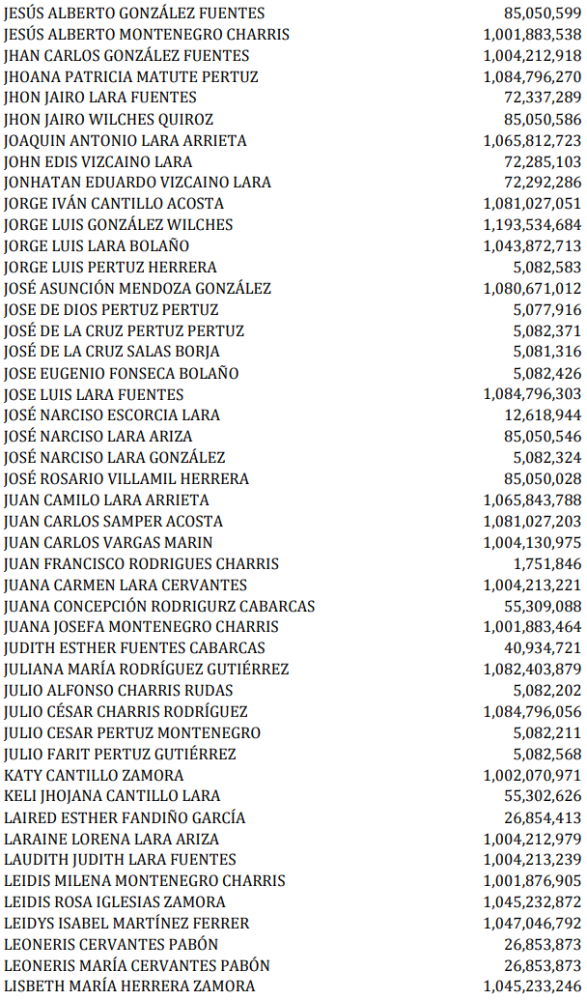 JESÚS ALBERTO GONZÁLEZ FUENTES 85,050,599
JESÚS ALBERTO MONTENEGRO CHARRIS 1,001,883,538
JHAN CARLOS GONZÁLEZ FUENTES 1,004,212,918
JHOANA PATRICIA MATUTE PERTUZ 1,084,796,270
JHON JAIRO LARA FUENTES 72,337,289
JHON JAIRO WILCHES QUIROZ 85,050,586
JOAQUIN ANTONIO LARA ARRIETA 1,065,812,723
JOHN EDIS VIZCAINO LARA 72,285,103
JONHATAN EDUARDO VIZCAINO LARA 72,292,286
JORGE IVÁN CANTILLO ACOSTA 1,081,027,051
JORGE LUIS GONZÁLEZ WILCHES 1,193,534,684
JORGE LUIS LARA BOLAÑO 1,043,872,713
JORGE LUIS PERTUZ HERRERA 5,082,583
JOSÉ ASUNCIÓN MENDOZA GONZÁLEZ 1,080,671,012
JOSE DE DIOS PERTUZ PERTUZ 5,077,916
JOSÉ DE LA CRUZ PERTUZ PERTUZ 5,082,371
JOSÉ DE LA CRUZ SALAS BORJA 5,081,316
JOSE EUGENIO FONSECA BOLAÑO 5,082,426
JOSE LUIS LARA FUENTES 1,084,796,303
JOSÉ NARCISO ESCORCIA LARA 12,618,944
JOSÉ NARCISO LARA ARIZA 85,050,546
JOSÉ NARCISO LARA GONZÁLEZ 5,082,324
JOSÉ ROSARIO VILLAMIL HERRERA 85,050,028
JUAN CAMILO LARA ARRIETA 1,065,843,788
JUAN CARLOS SAMPER ACOSTA 1,081,027,203
JUAN CARLOS VARGAS MARIN 1,004,130,975
JUAN FRANCISCO RODRIGUES CHARRIS 1,751,846
JUANA CARMEN LARA CERVANTES 1,004,213,221
JUANA CONCEPCIÓN RODRIGURZ CABARCAS 55,309,088
JUANA JOSEFA MONTENEGRO CHARRIS 1,001,883,464
JUDITH ESTHER FUENTES CABARCAS 40,934,721
JULIANA MARÍA RODRÍGUEZ GUTIÉRREZ 1,082,403,879
JULIO ALFONSO CHARRIS RUDAS 5,082,202
JULIO CÉSAR CHARRIS RODRÍGUEZ 1,084,796,056
JULIO CESAR PERTUZ MONTENEGRO 5,082,211
JULIO FARIT PERTUZ GUTIÉRREZ 5,082,568
KATY CANTILLO ZAMORA 1,002,070,971
KELI JHOJANA CANTILLO LARA 55,302,626
LAIRED ESTHER FANDIÑO GARCÍA 26,854,413
LARAINE LORENA LARA ARIZA 1,004,212,979
LAUDITH JUDITH LARA FUENTES 1,004,213,239
LEIDIS MILENA MONTENEGRO CHARRIS 1,001,876,905
LEIDIS ROSA IGLESIAS ZAMORA 1,045,232,872
LEIDYS ISABEL MARTÍNEZ FERRER 1,047,046,792
LEONERIS CERVANTES PABÓN 26,853,873
LEONERIS MARÍA CERVANTES PABÓN 26,853,873
LISBETH MARÍA HERRERA ZAMORA 1,045,233,246